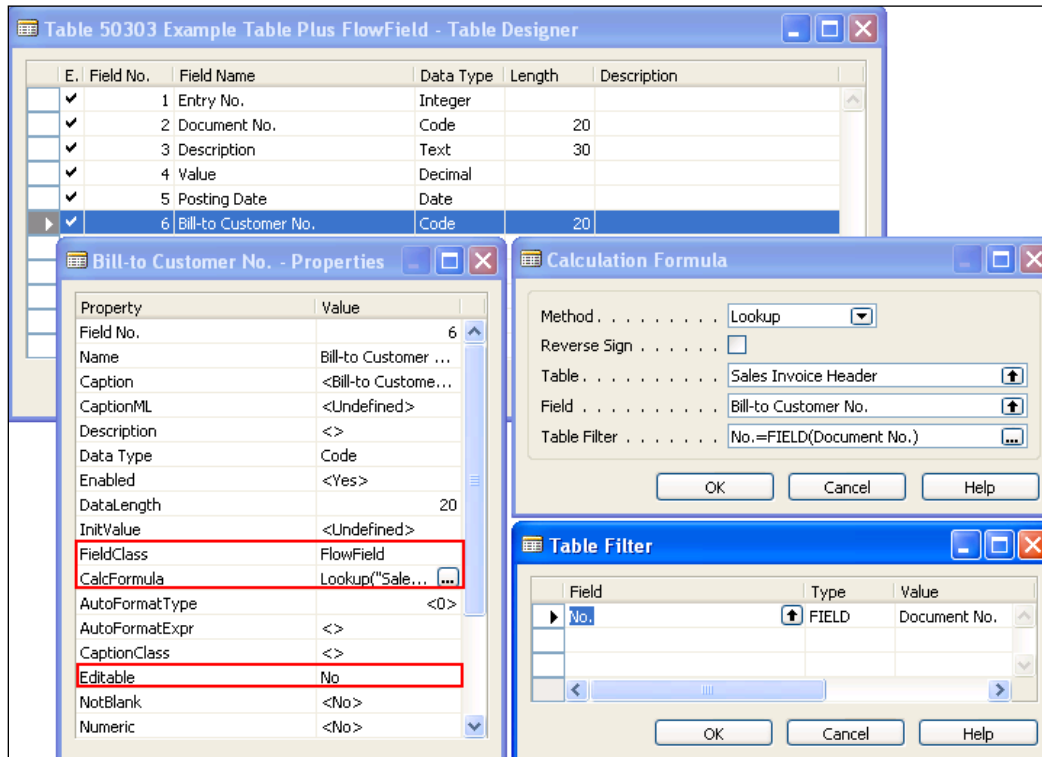 Table 50303 Example Table Plus FlowField - Table Designer
E. Field No. Field Name Data Type Length Description
1 Entry No. Integer
2 Document No. Code 20
3 Description Text 30
4 Value Decimal
5 Posting Date Date
6 Bill-to Customer No. Code 20
Bill-to Customer No. - Properties
Property Value
Field No. 6
Name Bill-to Customer ...
Caption <Bill-to Custome...
CaptionML <Undefined>
Description <>
Data Type Code
Enabled <Yes>
DataLength 20
InitValue <Undefined>
FieldClass FlowField
CalcFormula Lookup("Sale... ...
AutoFormatType <0>
AutoFormatExpr <>
CaptionClass <>
Editable No
NotBlank <No>
Numeric <No>
Calculation Formula
Method . . . . . . . . . Lookup
Reverse Sign . . . . . .
Table . . . . . . . . . . Sales Invoice Header
Field . . . . . . . . . . Bill-to Customer No.
Table Filter . . . . . . . No.=FIELD(Document No.) ...
OK Cancel Help
Table Filter
Field Type Value
No. FIELD Document No.
OK Cancel Help